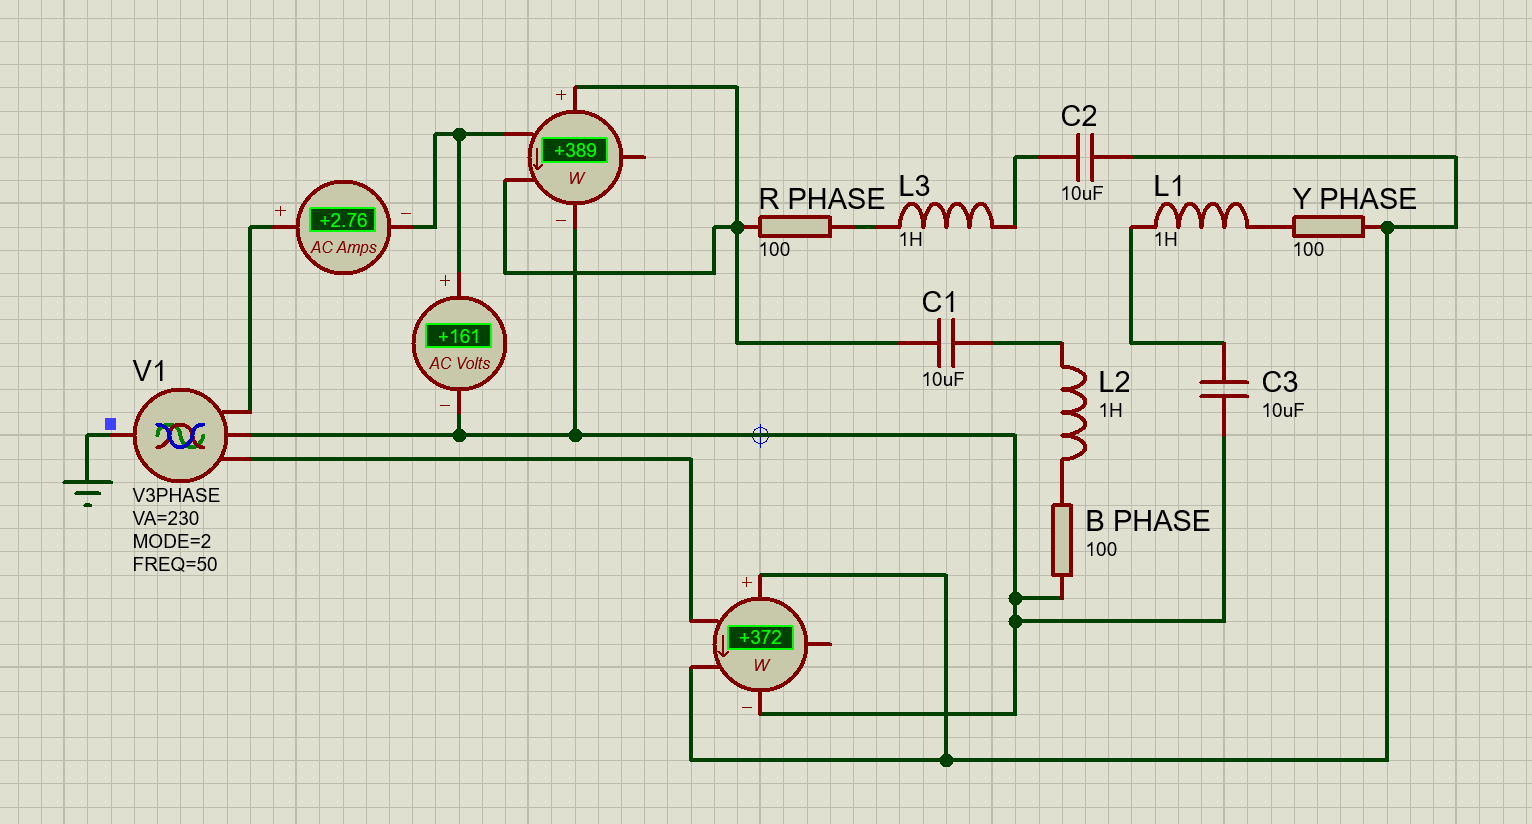 C2
+
+389
W
−
10uF
L3
R PHASE
1H
100
L1
Y PHASE
1H
100
+
−
+2.76
AC Amps
+
+161
AC Volts
−
C1
10uF
V1
L2
1H
C3
10uF
V3PHASE
VA=230
MODE=2
FREQ=50
B PHASE
100
+
+372
W
−